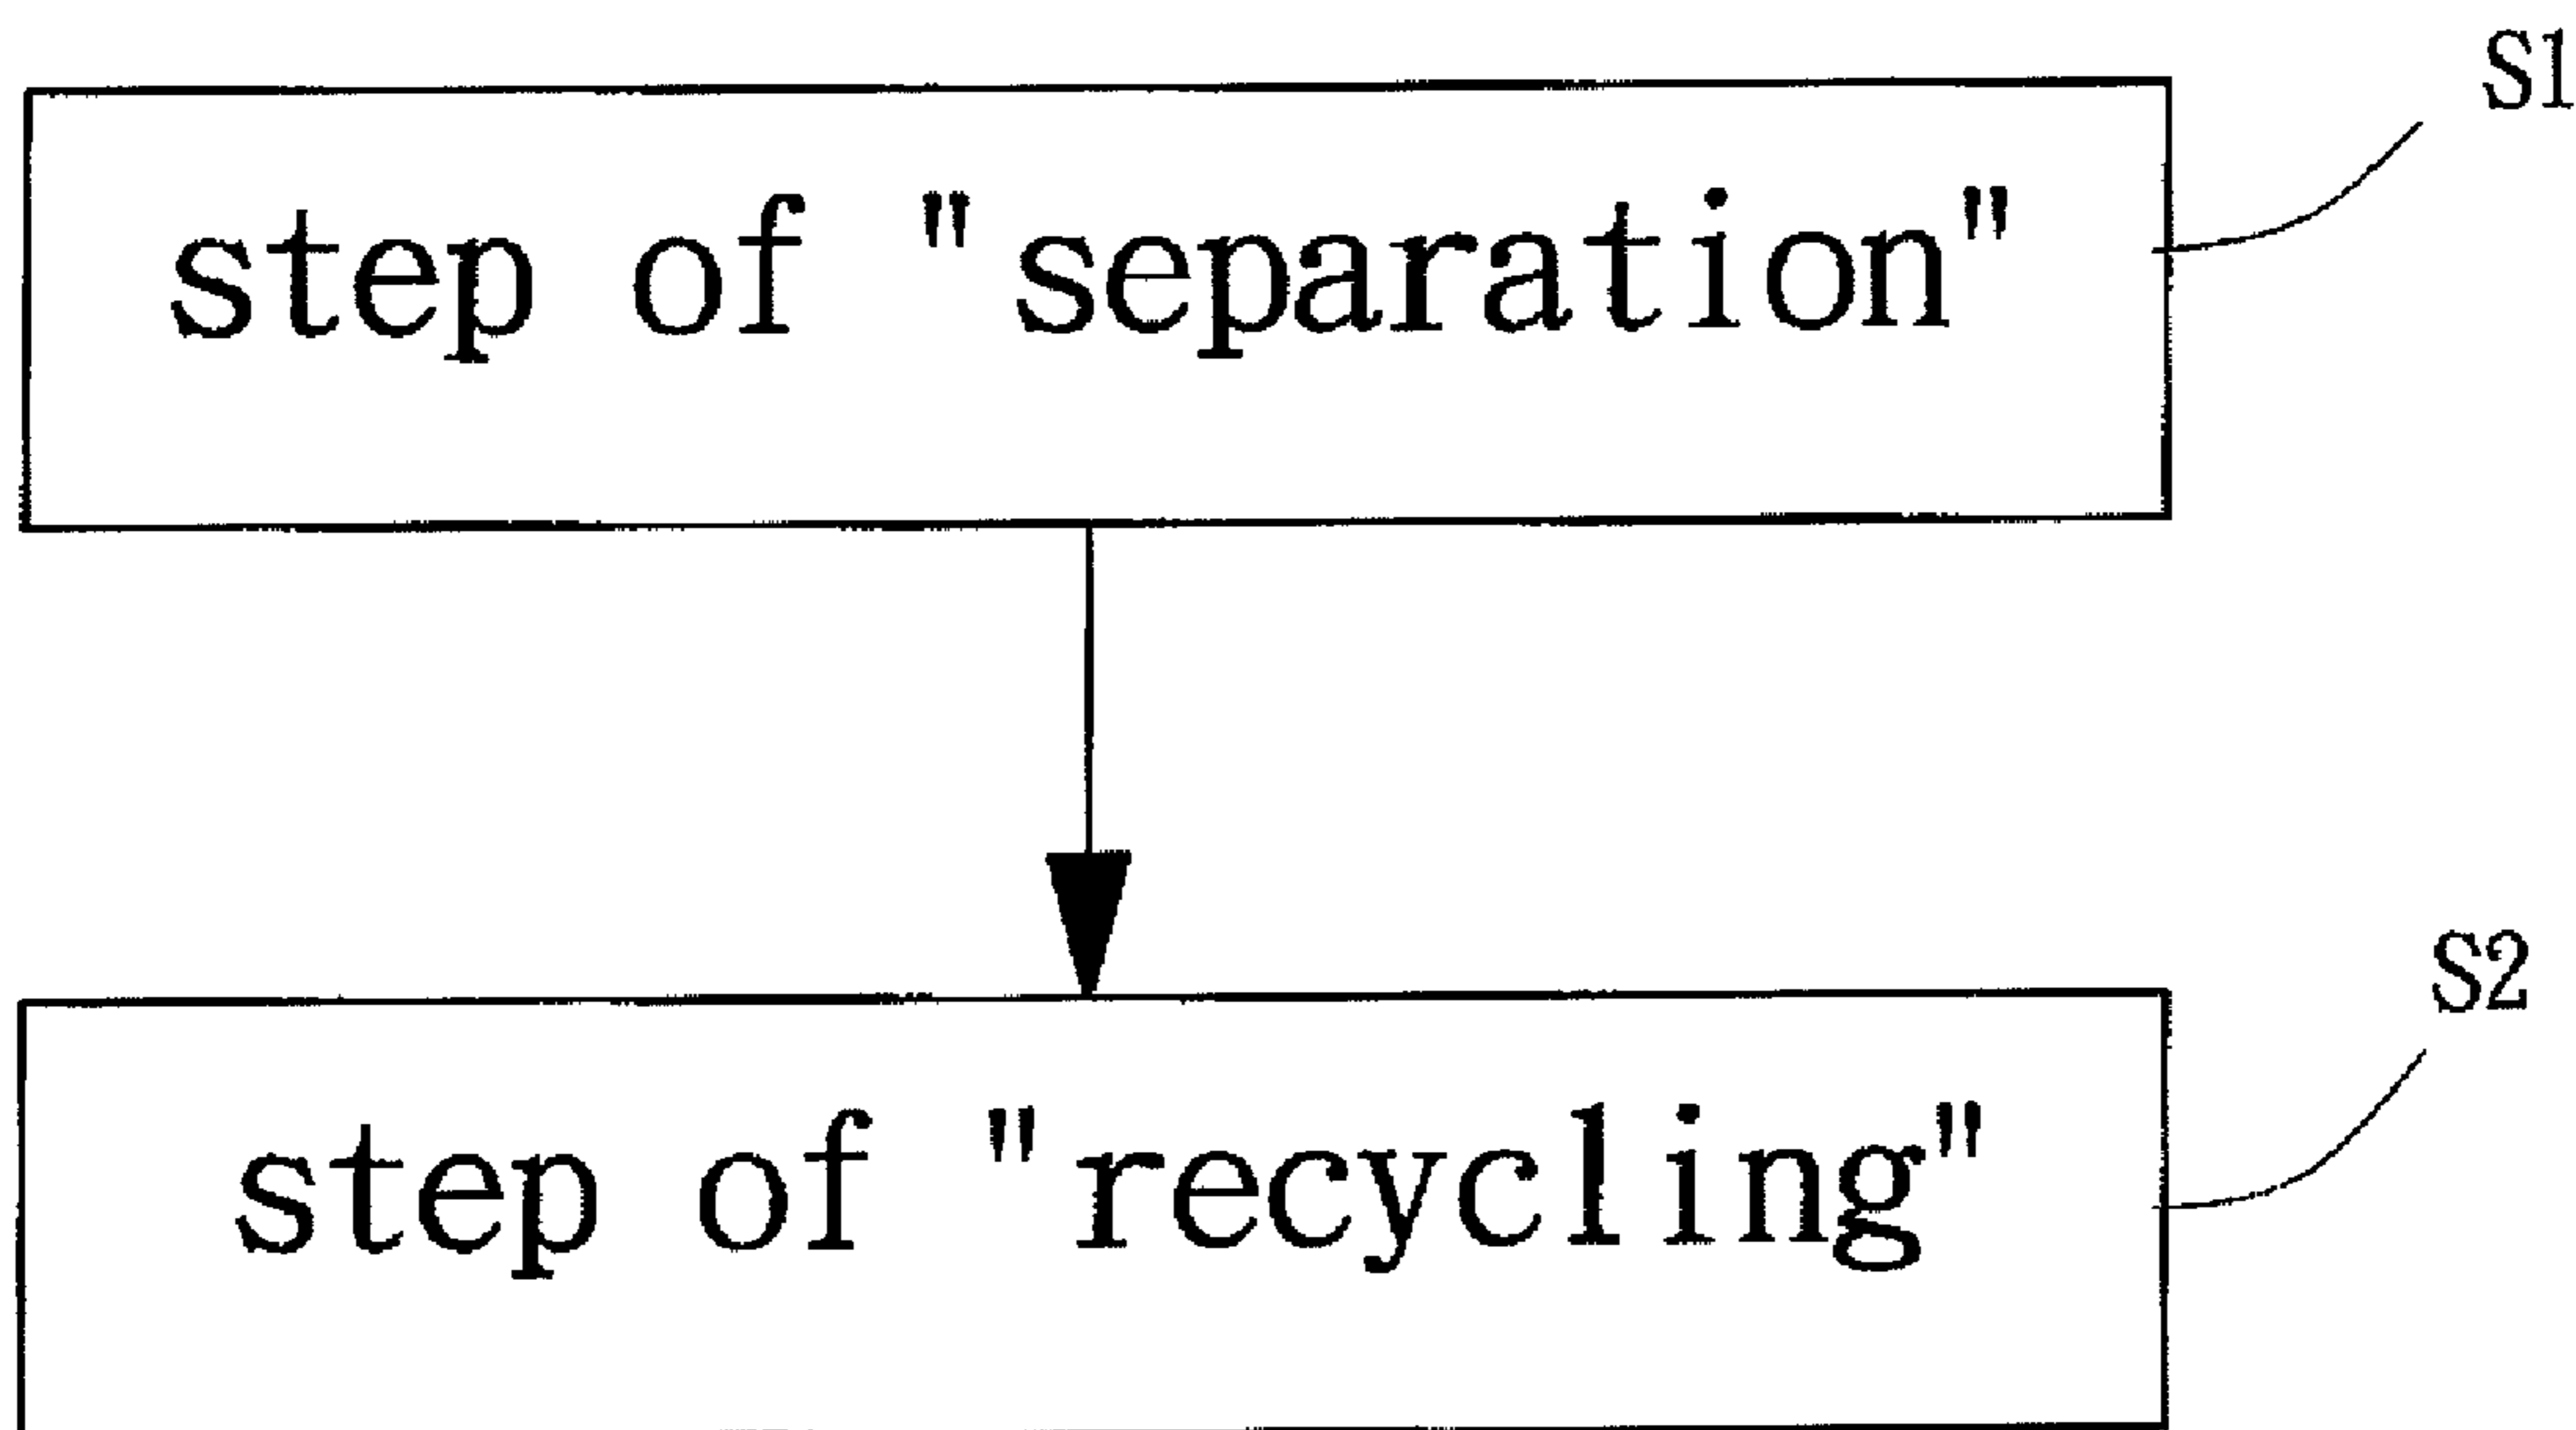 S1
step of "separation"
S2
step of "recycling"